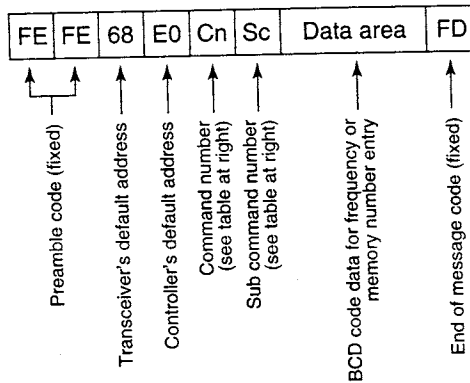 FE FE 68 E0 Cn Sc Data area FD
Preamble code (fixed)
Transceiver's default address
Controller's default address
Command number
(see table at right)
Sub command number
(see table at right)
BCD code data for frequency or
memory number entry
End of message code (fixed)